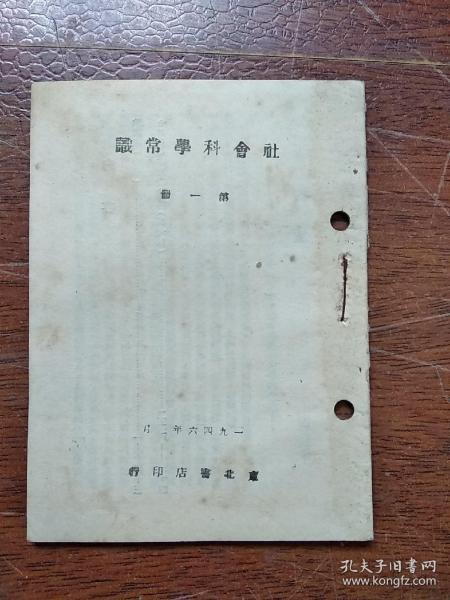 社會科學常識
第一冊
一九四六年二月
東北書店印行
孔夫子旧书网
www.kongfz.com